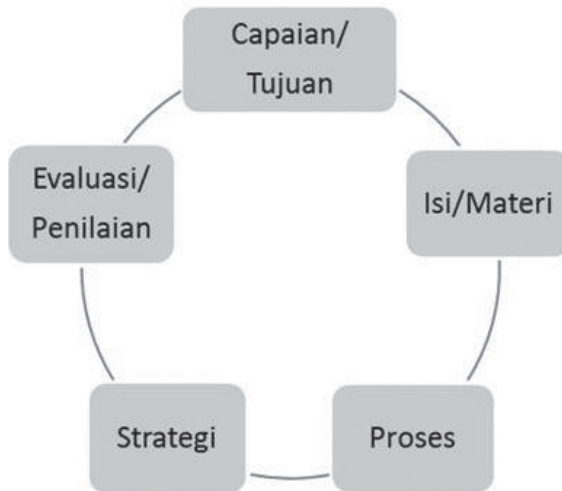 Capaian/
Tujuan
Isi/Materi
Proses
Strategi
Evaluasi/
Penilaian